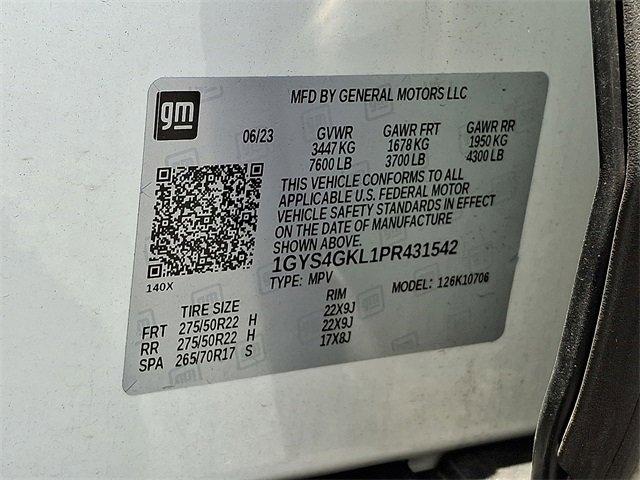 gm
MFD BY GENERAL MOTORS LLC
06/23 GVWR GAWR FRT GAWR RR
3447 KG 1678 KG 1950 KG
7600 LB 3700 LB 4300 LB
THIS VEHICLE CONFORMS TO ALL
APPLICABLE U.S. FEDERAL MOTOR
VEHICLE SAFETY STANDARDS IN EFFECT
ON THE DATE OF MANUFACTURE
SHOWN ABOVE.
1GYS4GKL1PR431542
140X
TYPE: MPV MODEL: 126K10706
TIRE SIZE RIM
FRT 275/50R22 H 22X9J
RR 275/50R22 H 22X9J
SPA 265/70R17 S 17X8J